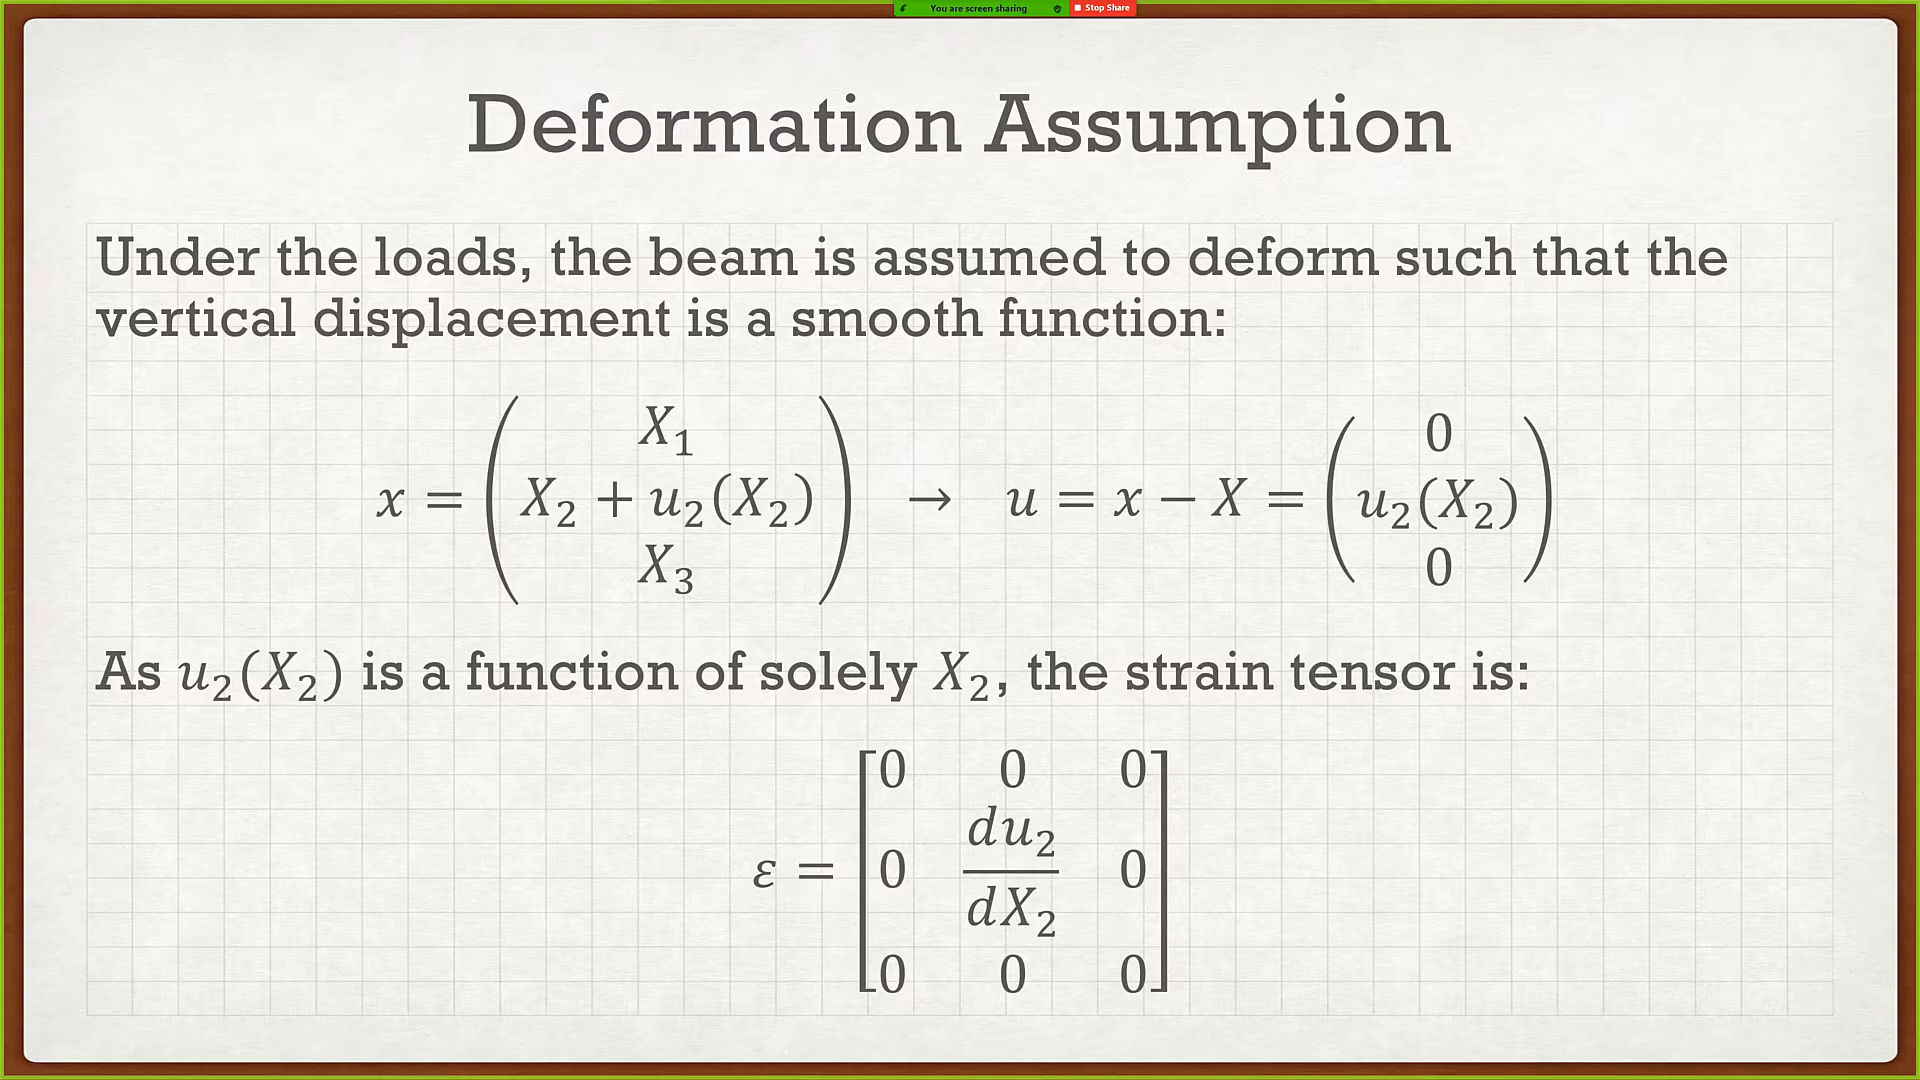 You are screen sharing Stop Share
Deformation Assumption
Under the loads, the beam is assumed to deform such that the
vertical displacement is a smooth function:
x = (X₁; X₂ + u₂(X₂); X₃) → u = x − X = (0; u₂(X₂); 0)
As u₂(X₂) is a function of solely X₂, the strain tensor is:
ε = [0 0 0; 0 du₂/dX₂ 0; 0 0 0]